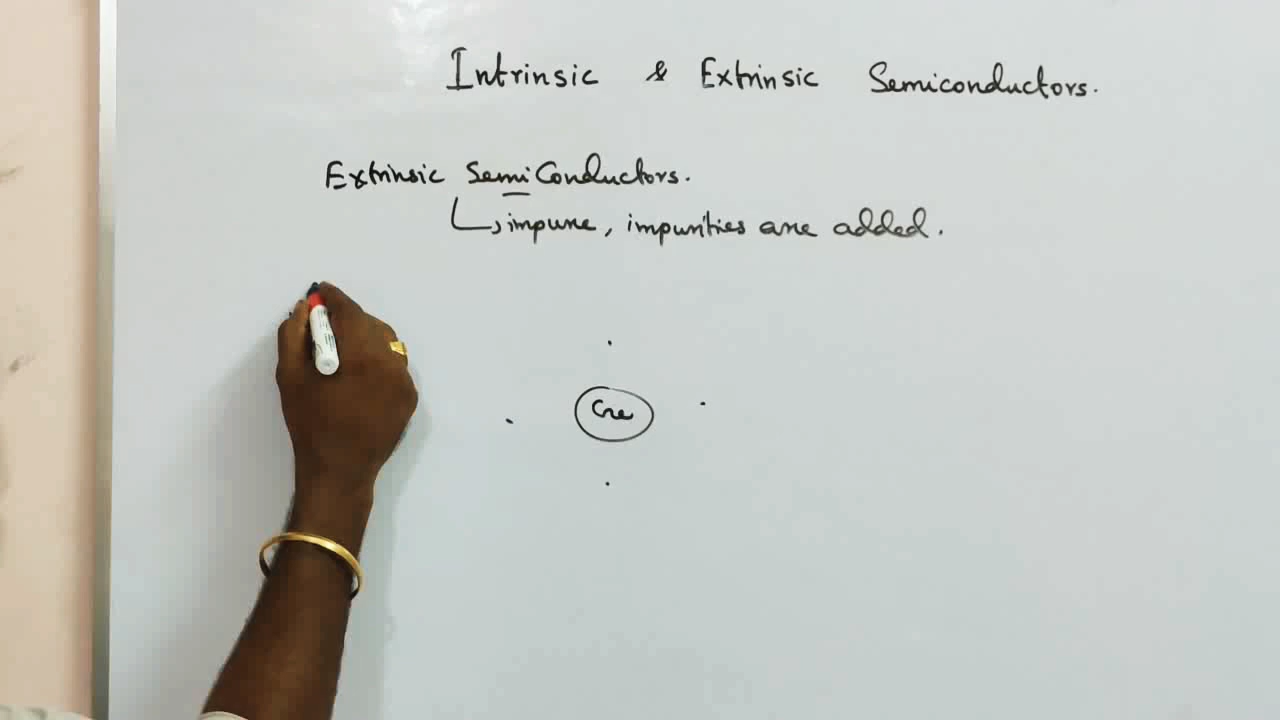 Intrinsic & Extrinsic Semiconductors.
Extrinsic SemiConductors.
impure, impurities are added.
Ge